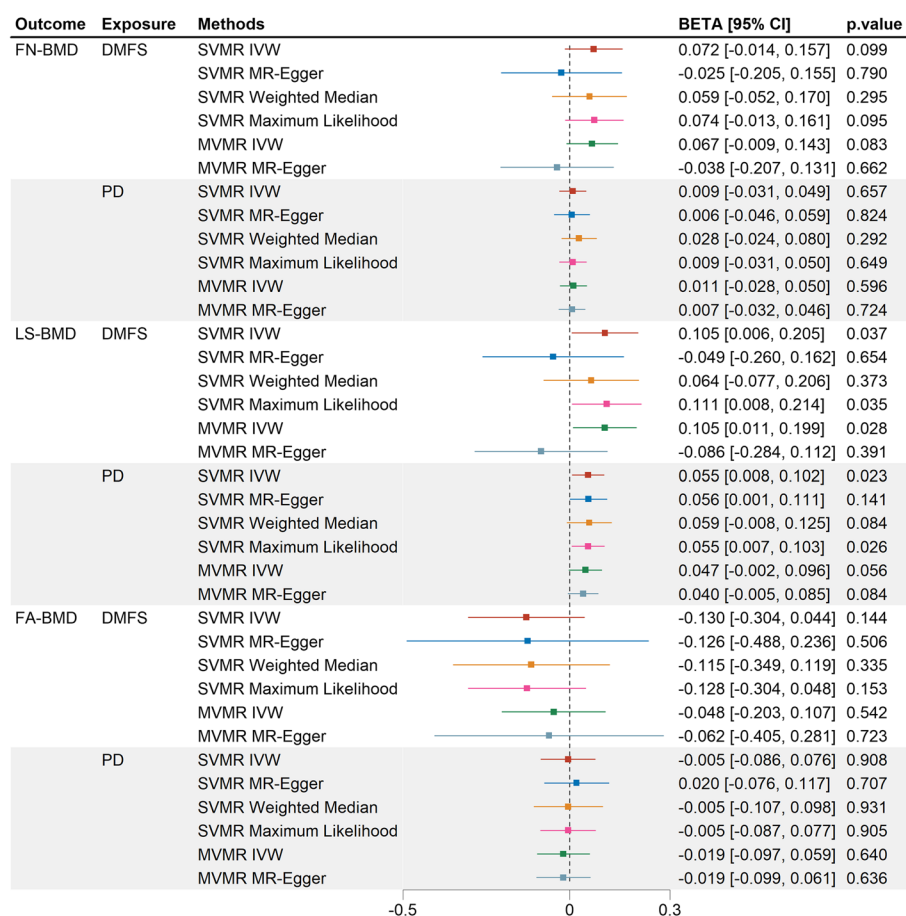 Outcome Exposure Methods BETA [95% CI] p.value
FN-BMD DMFS SVMR IVW 0.072 [-0.014, 0.157] 0.099
SVMR MR-Egger -0.025 [-0.205, 0.155] 0.790
SVMR Weighted Median 0.059 [-0.052, 0.170] 0.295
SVMR Maximum Likelihood 0.074 [-0.013, 0.161] 0.095
MVMR IVW 0.067 [-0.009, 0.143] 0.083
MVMR MR-Egger -0.038 [-0.207, 0.131] 0.662
PD SVMR IVW 0.009 [-0.031, 0.049] 0.657
SVMR MR-Egger 0.006 [-0.046, 0.059] 0.824
SVMR Weighted Median 0.028 [-0.024, 0.080] 0.292
SVMR Maximum Likelihood 0.009 [-0.031, 0.050] 0.649
MVMR IVW 0.011 [-0.028, 0.050] 0.596
MVMR MR-Egger 0.007 [-0.032, 0.046] 0.724
LS-BMD DMFS SVMR IVW 0.105 [0.006, 0.205] 0.037
SVMR MR-Egger -0.049 [-0.260, 0.162] 0.654
SVMR Weighted Median 0.064 [-0.077, 0.206] 0.373
SVMR Maximum Likelihood 0.111 [0.008, 0.214] 0.035
MVMR IVW 0.105 [0.011, 0.199] 0.028
MVMR MR-Egger -0.086 [-0.284, 0.112] 0.391
PD SVMR IVW 0.055 [0.008, 0.102] 0.023
SVMR MR-Egger 0.056 [0.001, 0.111] 0.141
SVMR Weighted Median 0.059 [-0.008, 0.125] 0.084
SVMR Maximum Likelihood 0.055 [0.007, 0.103] 0.026
MVMR IVW 0.047 [-0.002, 0.096] 0.056
MVMR MR-Egger 0.040 [-0.005, 0.085] 0.084
FA-BMD DMFS SVMR IVW -0.130 [-0.304, 0.044] 0.144
SVMR MR-Egger -0.126 [-0.488, 0.236] 0.506
SVMR Weighted Median -0.115 [-0.349, 0.119] 0.335
SVMR Maximum Likelihood -0.128 [-0.304, 0.048] 0.153
MVMR IVW -0.048 [-0.203, 0.107] 0.542
MVMR MR-Egger -0.062 [-0.405, 0.281] 0.723
PD SVMR IVW -0.005 [-0.086, 0.076] 0.908
SVMR MR-Egger 0.020 [-0.076, 0.117] 0.707
SVMR Weighted Median -0.005 [-0.107, 0.098] 0.931
SVMR Maximum Likelihood -0.005 [-0.087, 0.077] 0.905
MVMR IVW -0.019 [-0.097, 0.059] 0.640
MVMR MR-Egger -0.019 [-0.099, 0.061] 0.636
-0.5 0 0.3